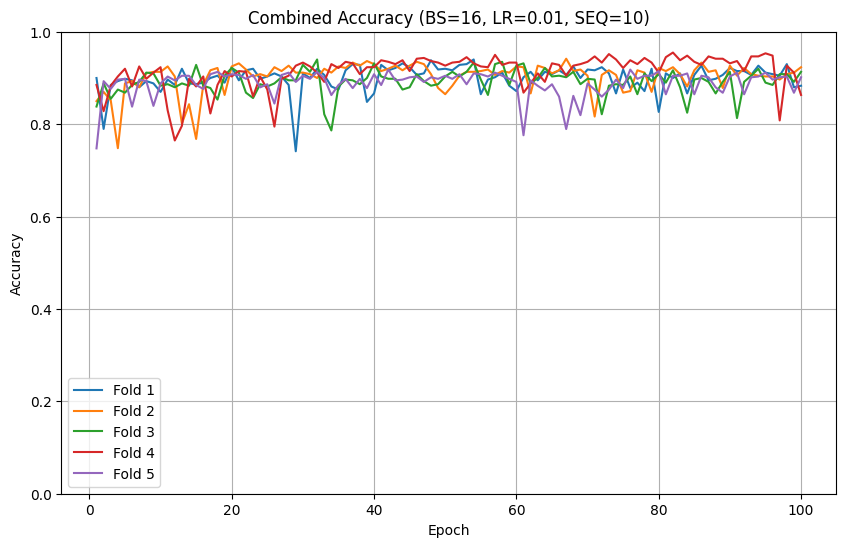 Combined Accuracy (BS=16, LR=0.01, SEQ=10)
1.0
0.8
0.6
0.4
0.2
0.0
Accuracy
Fold 1
Fold 2
Fold 3
Fold 4
Fold 5
0 20 40 60 80 100
Epoch